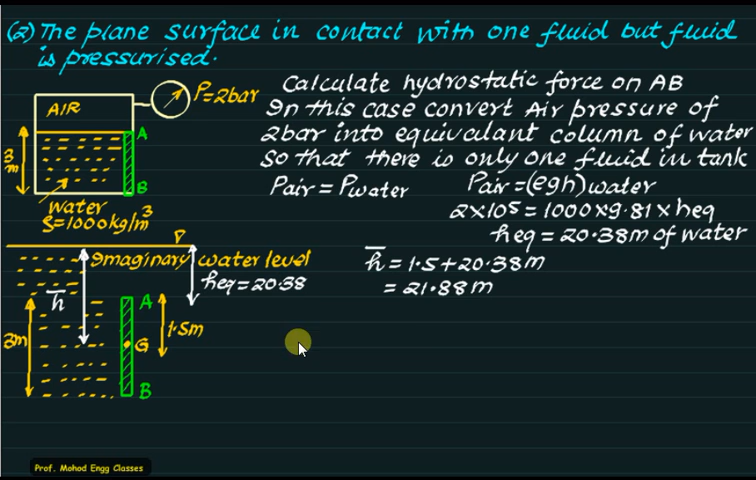 (2) The plane surface in contact with one fluid but fluid
is pressurised.
AIR
P=2bar
A
3
m
B
water
S=1000kg/m³
Calculate hydrostatic force on AB
In this case convert Air pressure of
2bar into equivalant column of water
So that there is only one fluid in tank
Pair = Pwater
Pair = (ρgh)water
2×10⁵ = 1000×9.81×heq
heq = 20.38m of water
Imaginary water level
heq = 20.38
h̄
A
3m
G
1.5m
B
h̄ = 1.5+20.38m
= 21.88m
Prof. Mohod Engg Classes